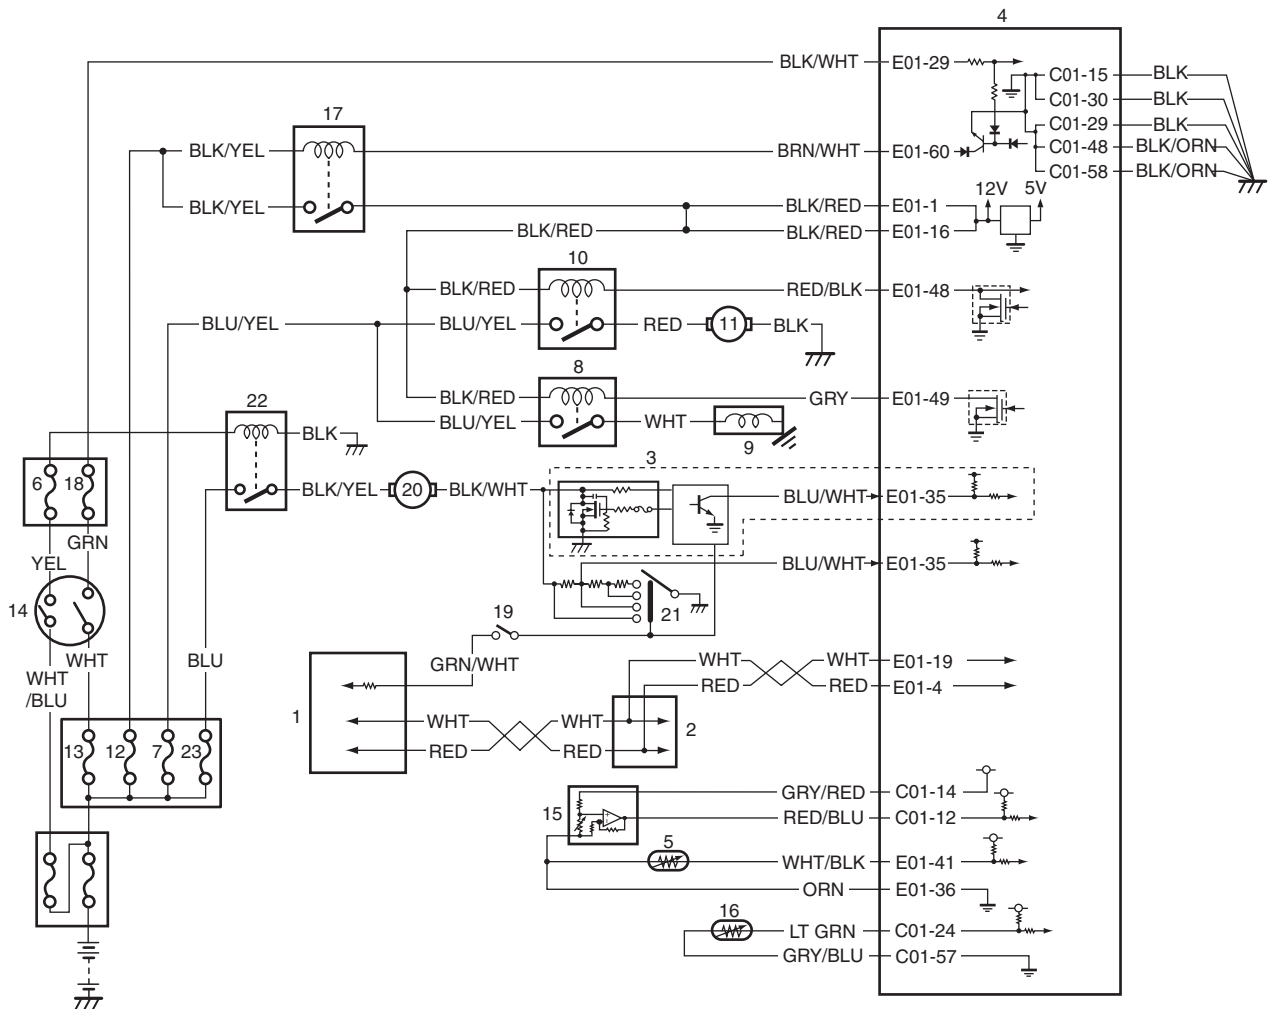 4
BLK/WHT E01-29
C01-15 BLK
C01-30 BLK
17
C01-29 BLK
BLK/YEL BRN/WHT E01-60
C01-48 BLK/ORN
C01-58 BLK/ORN
12V 5V
BLK/YEL BLK/RED E01-1
BLK/RED BLK/RED E01-16
10
BLK/RED RED/BLK E01-48
BLU/YEL BLU/YEL RED 11 BLK
8
BLK/RED GRY E01-49
22
BLU/YEL WHT
BLK
9
3
6 18
BLK/YEL 20 BLK/WHT BLU/WHT E01-35
GRN
YEL
BLU/WHT E01-35
14
19 21
WHT BLU GRN/WHT WHT WHT E01-19
WHT
/BLU
RED RED E01-4
1
WHT WHT 2
13 12 7 23 RED RED
GRY/RED C01-14
15 RED/BLU C01-12
5
WHT/BLK E01-41
ORN E01-36
16
LT GRN C01-24
GRY/BLU C01-57